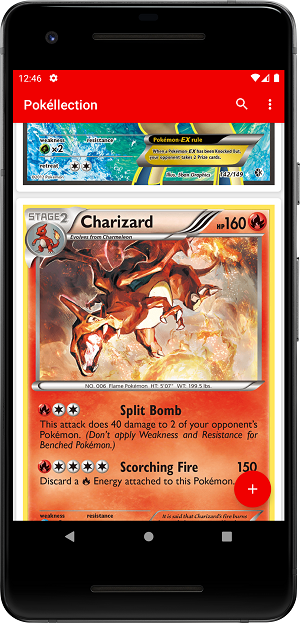 12:46
Pokéllection
weakness resistance
×2
Pokémon-EX rule
When a Pokémon-EX has been Knocked Out, your opponent takes 2 Prize cards.
retreat
Illus. 5ban Graphics 142/149
STAGE 2
Charizard
HP160
Evolves from Charmeleon
NO. 006 Flame Pokémon HT: 5'07" WT: 199.5 lbs.
Split Bomb
This attack does 40 damage to 2 of your opponent's
Pokémon. (Don't apply Weakness and Resistance for
Benched Pokémon.)
Scorching Fire 150
Discard a Energy attached to this Pokémon.
+
weakness resistance
It is said that Charizard's fire burns